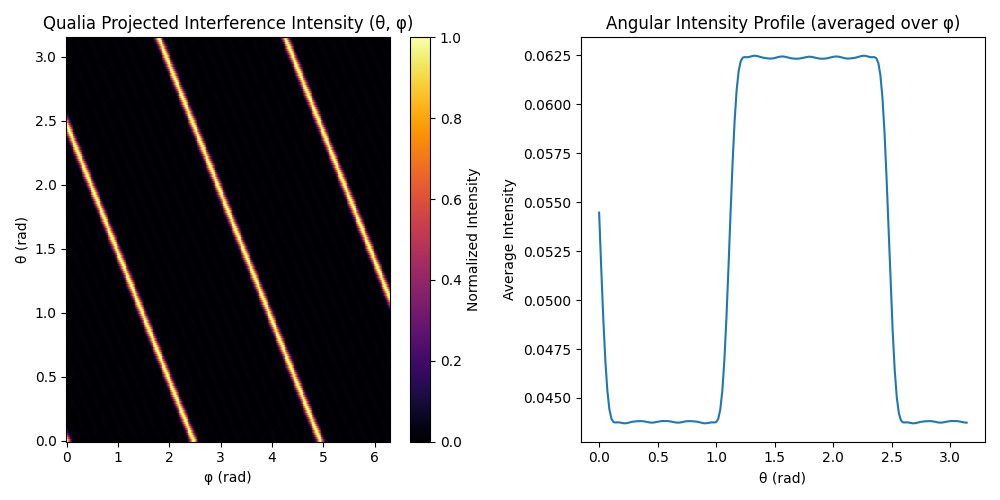 Qualia Projected Interference Intensity (θ, φ)
3.0
2.5
2.0
1.5
1.0
0.5
0.0
θ (rad)
0 1 2 3 4 5 6
φ (rad)
1.0
0.8
0.6
0.4
0.2
0.0
Normalized Intensity
Angular Intensity Profile (averaged over φ)
0.0625
0.0600
0.0575
0.0550
0.0525
0.0500
0.0475
0.0450
Average Intensity
0.0 0.5 1.0 1.5 2.0 2.5 3.0
θ (rad)